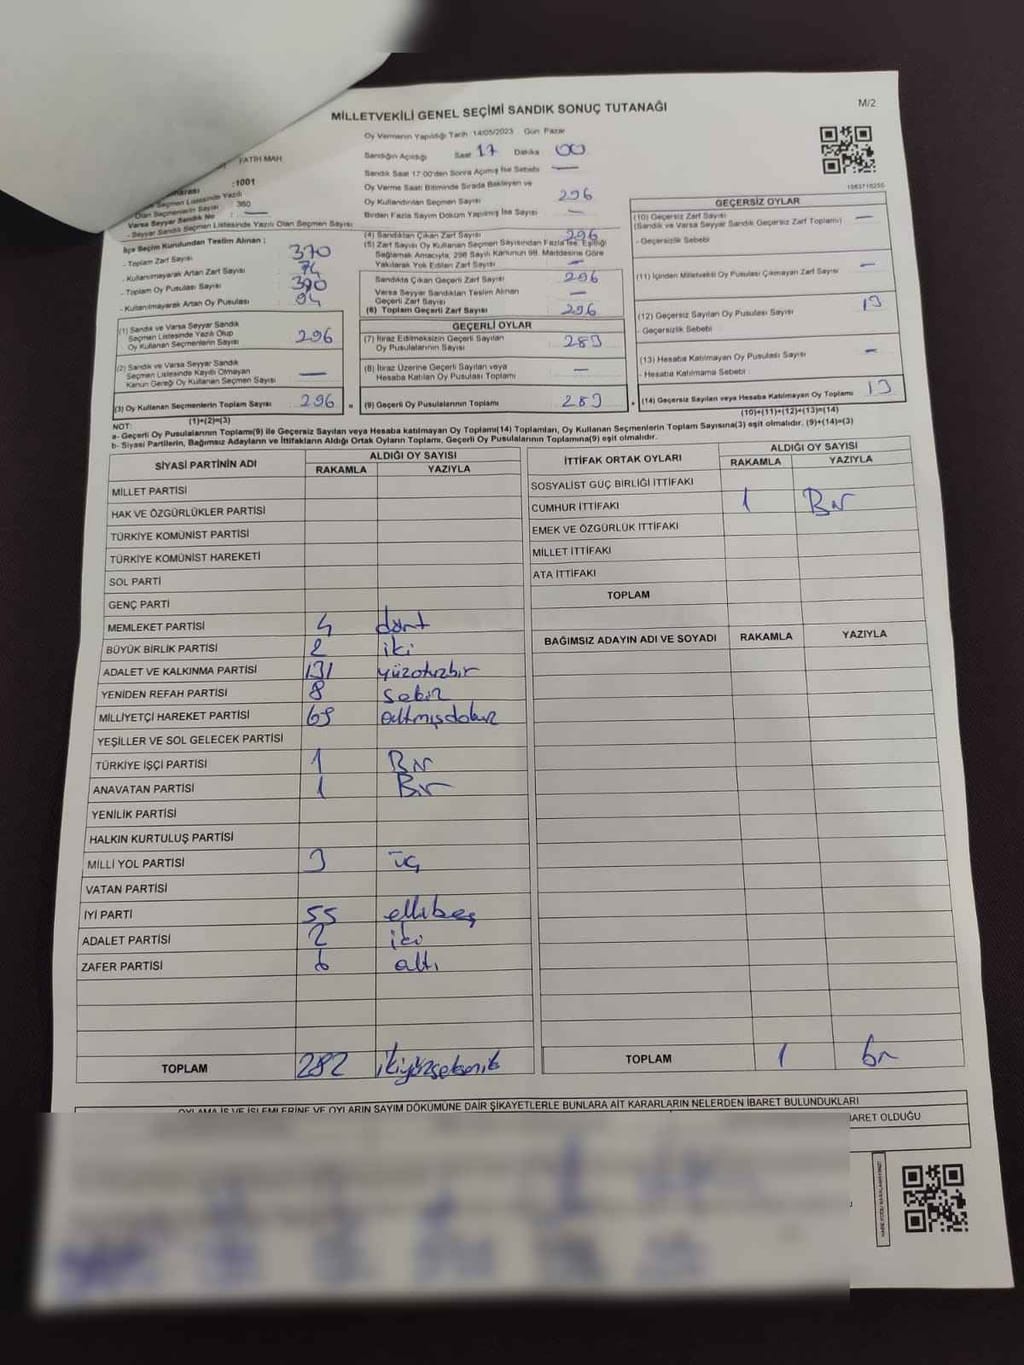 MİLLETVEKİLİ GENEL SEÇİMİ SANDIK SONUÇ TUTANAĞI
M/2
Oy Vermenin Yapıldığı Tarih :14/05/2023 Gün :Pazar
FATİH MAH
Sandığın Açıldığı Saat 17 Dakika 00
:1001
Sandık Saat 17:00'den Sonra Açılmış İse Sebebi —
Seçmen Listesinde Yazılı
Olan Seçmenlerin Sayısı : 360
Oy Verme Saat Bitiminde Sırada Bekleyen ve
Oy Kullandırılan Seçmen Sayısı 296
Varsa Seyyar Sandık No : —
Birden Fazla Sayım Döküm Yapılmış İse Sayısı —
- Seyyar Sandık Seçmen Listesinde Yazılı Olan Seçmen Sayısı
İlçe Seçim Kurulundan Teslim Alınan :
- Toplam Zarf Sayısı 370
- Kullanılmayarak Artan Zarf Sayısı 74
- Toplam Oy Pusulası Sayısı
- Kullanılmayarak Artan Oy Pusulası
(1) Sandık ve Varsa Seyyar Sandık
Seçmen Listesinde Yazılı Olup
Oy Kullanan Seçmenlerin Sayısı 296
(2) Sandık ve Varsa Seyyar Sandık
Seçmen Listesinde Kayıtlı Olmayan
Kanun Gereği Oy Kullanan Seçmen Sayısı —
(3) Oy Kullanan Seçmenlerin Toplam Sayısı 296 =
(1)+(2)=(3)
(4) Sandıktan Çıkan Zarf Sayısı 296
(5) Zarf Sayısı Oy Kullanan Seçmen Sayısından Fazla İse, Eşitliği
Sağlamak Amacıyla, 298 Sayılı Kanunun 98. Maddesine Göre
Yakılarak Yok Edilen Zarf Sayısı —
Sandıkta Çıkan Geçerli Zarf Sayısı 296
Varsa Seyyar Sandıktan Teslim Alınan
Geçerli Zarf Sayısı —
(6) Toplam Geçerli Zarf Sayısı 296
GEÇERLİ OYLAR
(7) İtiraz Edilmeksizin Geçerli Sayılan
Oy Pusulalarının Sayısı 283
(8) İtiraz Üzerine Geçerli Sayılan veya
Hesaba Katılan Oy Pusulası Toplamı —
(9) Geçerli Oy Pusulalarının Toplamı 283 +
GEÇERSİZ OYLAR
(10) Geçersiz Zarf Sayısı
(Sandık ve Varsa Seyyar Sandık Geçersiz Zarf Toplamı) —
- Geçersizlik Sebebi
(11) İçinden Milletvekili Oy Pusulası Çıkmayan Zarf Sayısı —
(12) Geçersiz Sayılan Oy Pusulası Sayısı 13
- Geçersizlik Sebebi
(13) Hesaba Katılmayan Oy Pusulası Sayısı —
- Hesaba Katılmama Sebebi
(14) Geçersiz Sayılan veya Hesaba Katılmayan Oy Toplamı 13
(10)+(11)+(12)+(13)=(14)
NOT:
a- Geçerli Oy Pusulalarının Toplamı(9) ile Geçersiz Sayılan veya Hesaba katılmayan Oy Toplamı(14) Toplamları, Oy Kullanan Seçmenlerin Toplam Sayısına(3) eşit olmalıdır. (9)+(14)=(3)
b- Siyasi Partilerin, Bağımsız Adayların ve İttifakların Aldığı Ortak Oyların Toplamı, Geçerli Oy Pusulalarının Toplamına(9) eşit olmalıdır.
SİYASİ PARTİNİN ADI ALDIĞI OY SAYISI
RAKAMLA YAZIYLA
MİLLET PARTİSİ
HAK VE ÖZGÜRLÜKLER PARTİSİ
TÜRKİYE KOMÜNİST PARTİSİ
TÜRKİYE KOMÜNİST HAREKETİ
SOL PARTİ
GENÇ PARTİ
MEMLEKET PARTİSİ 4 dört
BÜYÜK BİRLİK PARTİSİ 2 iki
ADALET VE KALKINMA PARTİSİ 131 yüzotuzbir
YENİDEN REFAH PARTİSİ 8 sekiz
MİLLİYETÇİ HAREKET PARTİSİ 69 altmışdokuz
YEŞİLLER VE SOL GELECEK PARTİSİ
TÜRKİYE İŞÇİ PARTİSİ 1 Bir
ANAVATAN PARTİSİ 1 Bir
YENİLİK PARTİSİ
HALKIN KURTULUŞ PARTİSİ
MİLLİ YOL PARTİSİ 3 üç
VATAN PARTİSİ
İYİ PARTİ 55 ellibeş
ADALET PARTİSİ 2 iki
ZAFER PARTİSİ 6 altı
TOPLAM 282 ikiyüzseksenik
İTTİFAK ORTAK OYLARI ALDIĞI OY SAYISI
RAKAMLA YAZIYLA
SOSYALİST GÜÇ BİRLİĞİ İTTİFAKI
CUMHUR İTTİFAKI 1 Bir
EMEK VE ÖZGÜRLÜK İTTİFAKI
MİLLET İTTİFAKI
ATA İTTİFAKI
TOPLAM
BAĞIMSIZ ADAYIN ADI VE SOYADI RAKAMLA YAZIYLA
TOPLAM 1 bir
OYLAMA İŞ VE İŞLEMLERİNE VE OYLARIN SAYIM DÖKÜMÜNE DAİR ŞİKAYETLERLE BUNLARA AİT KARARLARIN NELERDEN İBARET BULUNDUKLARI
İBARET OLDUĞU